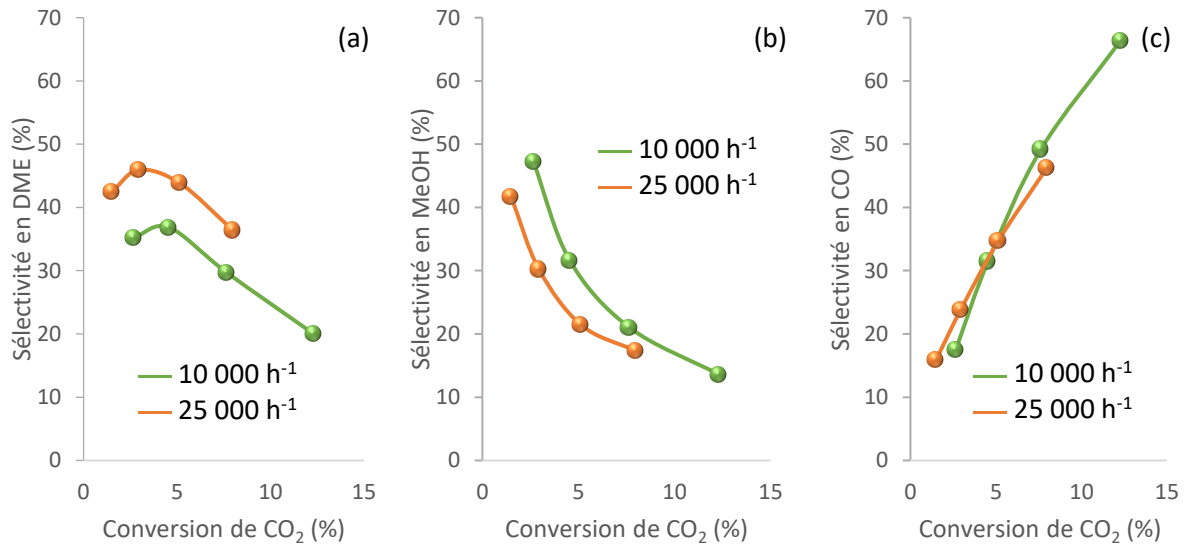 (a)
Sélectivité en DME (%)
70
60
50
40
30
20
10
0
10 000 h⁻¹
25 000 h⁻¹
0 5 10 15
Conversion de CO₂ (%)
(b)
Sélectivité en MeOH (%)
70
60
50
40
30
20
10
0
10 000 h⁻¹
25 000 h⁻¹
0 5 10 15
Conversion de CO₂ (%)
(c)
Sélectivité en CO (%)
70
60
50
40
30
20
10
0
10 000 h⁻¹
25 000 h⁻¹
0 5 10 15
Conversion de CO₂ (%)